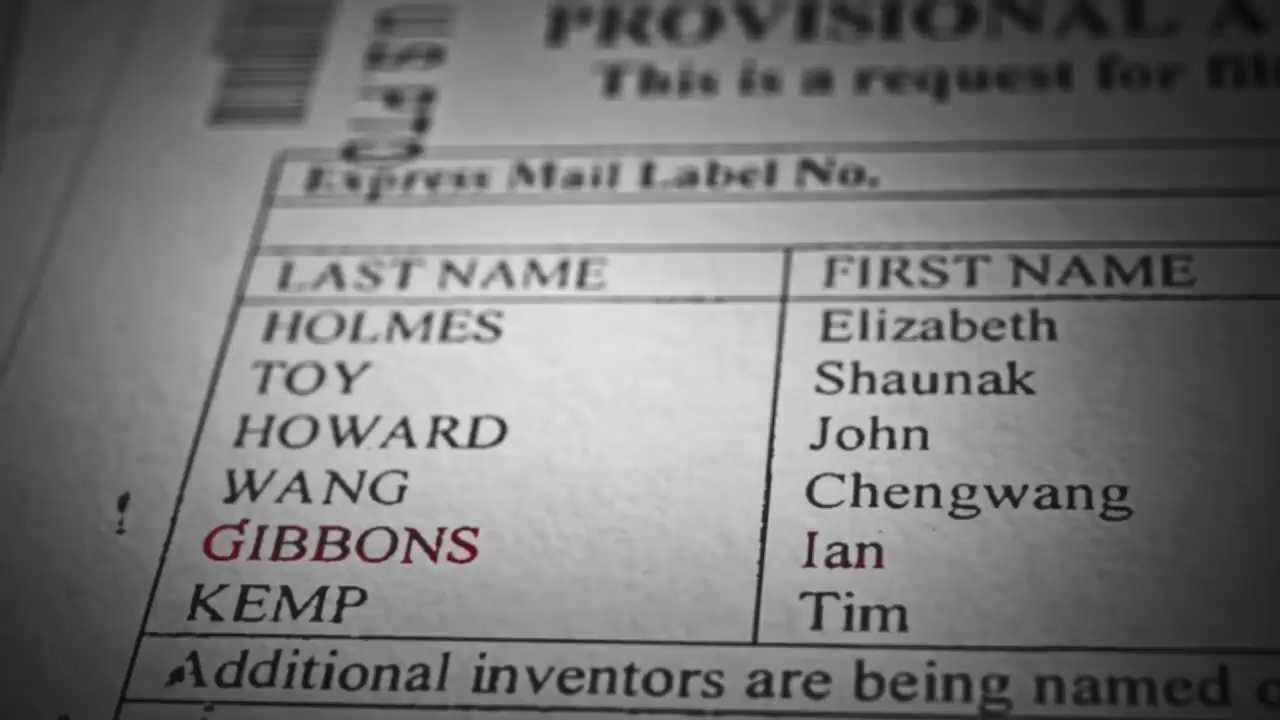 PROVISIONAL A
This is a request for fili
Express Mail Label No.
LAST NAME FIRST NAME
HOLMES Elizabeth
TOY Shaunak
HOWARD John
WANG Chengwang
GIBBONS Ian
KEMP Tim
Additional inventors are being named o